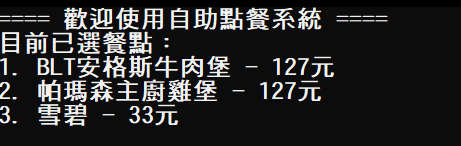 ==== 歡迎使用自助點餐系統 ====
目前已選餐點：
1. BLT安格斯牛肉堡 - 127元
2. 帕瑪森主廚雞堡 - 127元
3. 雪碧 - 33元